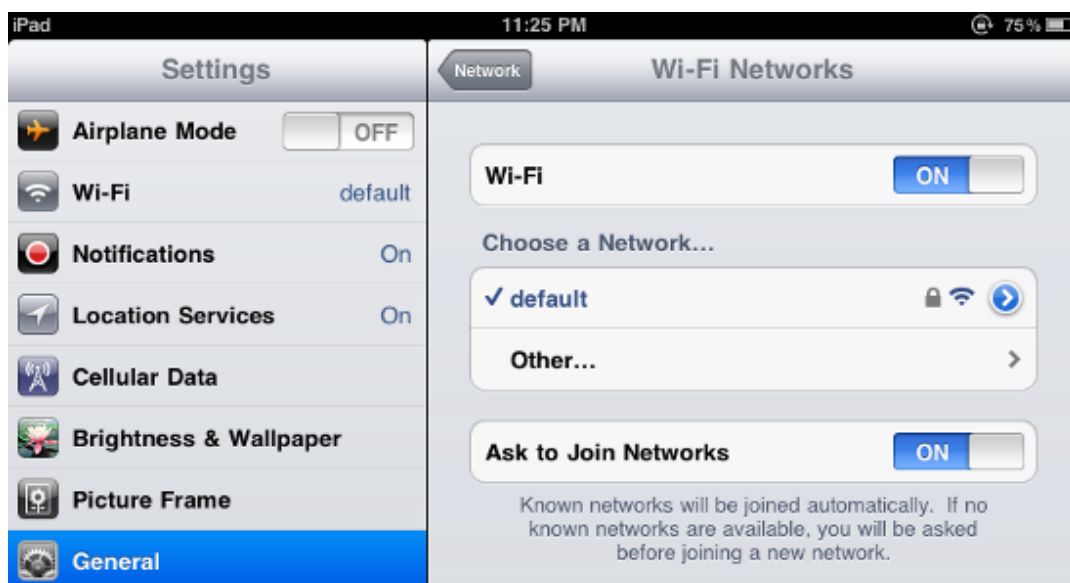 iPad 11:25 PM 75%
Settings
Airplane Mode OFF
Wi-Fi default
Notifications On
Location Services On
Cellular Data
Brightness & Wallpaper
Picture Frame
General
Network Wi-Fi Networks
Wi-Fi ON
Choose a Network...
default
Other...
Ask to Join Networks ON
Known networks will be joined automatically. If no
known networks are available, you will be asked
before joining a new network.